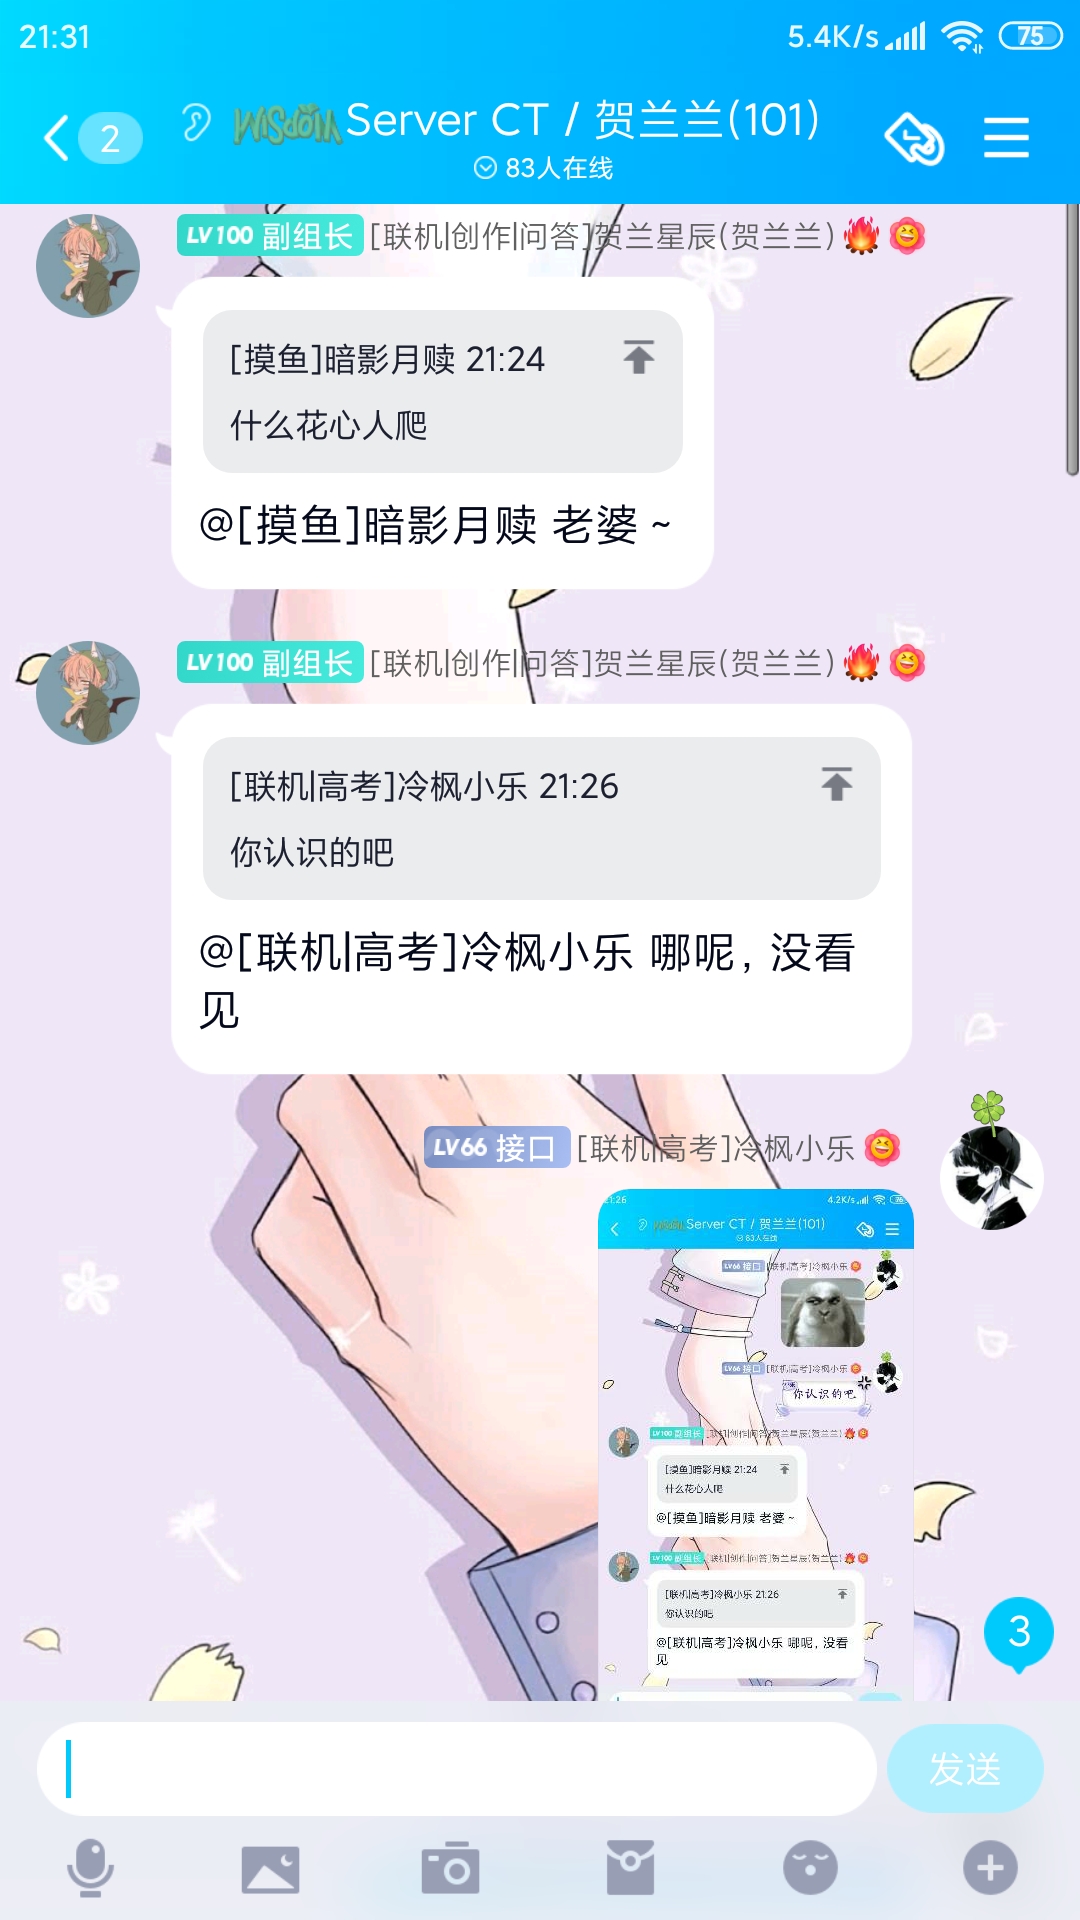 21:31
5.4K/s
75
2
WISDOM Server CT / 贺兰兰(101)
83人在线
LV100 副组长 [联机|创作|问答]贺兰星辰(贺兰兰)
[摸鱼]暗影月赎 21:24
什么花心人爬
@[摸鱼]暗影月赎 老婆 ~
LV100 副组长 [联机|创作|问答]贺兰星辰(贺兰兰)
[联机|高考]冷枫小乐 21:26
你认识的吧
@[联机|高考]冷枫小乐 哪呢, 没看
见
LV66 接口 [联机|高考]冷枫小乐
21:26
4.2K/s
Server CT / 贺兰兰(101)
83人在线
LV66 接口 [联机|高考]冷枫小乐
LV66 接口 [联机|高考]冷枫小乐
你认识的吧
LV100 副组长 [联机|创作|问答]贺兰星辰(贺兰兰)
[摸鱼]暗影月赎 21:24
什么花心人爬
@[摸鱼]暗影月赎 老婆 ~
LV100 副组长 [联机|创作|问答]贺兰星辰(贺兰兰)
[联机|高考]冷枫小乐 21:26
你认识的吧
@[联机|高考]冷枫小乐 哪呢, 没看
见
3
发送